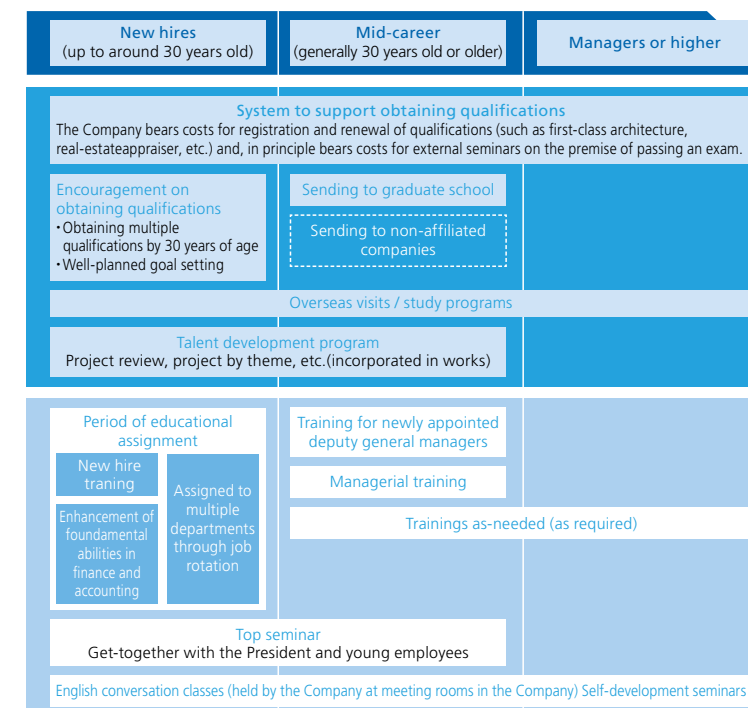 New hires
(up to around 30 years old)
Mid-career
(generally 30 years old or older)
Managers or higher
System to support obtaining qualifications
The Company bears costs for registration and renewal of qualifications (such as first-class architecture,
real-estateappraiser, etc.) and, in principle bears costs for external seminars on the premise of passing an exam.
Encouragement on
obtaining qualifications
・Obtaining multiple
qualifications by 30 years of age
・Well-planned goal setting
Sending to graduate school
Sending to non-affiliated
companies
Overseas visits / study programs
Talent development program
Project review, project by theme, etc.(incorporated in works)
Period of educational
assignment
New hire
traning
Enhancement of
foundamental
abilities in
finance and
accounting
Assigned to
multiple
departments
through job
rotation
Training for newly appointed
deputy general managers
Managerial training
Trainings as-needed (as required)
Top seminar
Get-together with the President and young employees
English conversation classes (held by the Company at meeting rooms in the Company) Self-development seminars